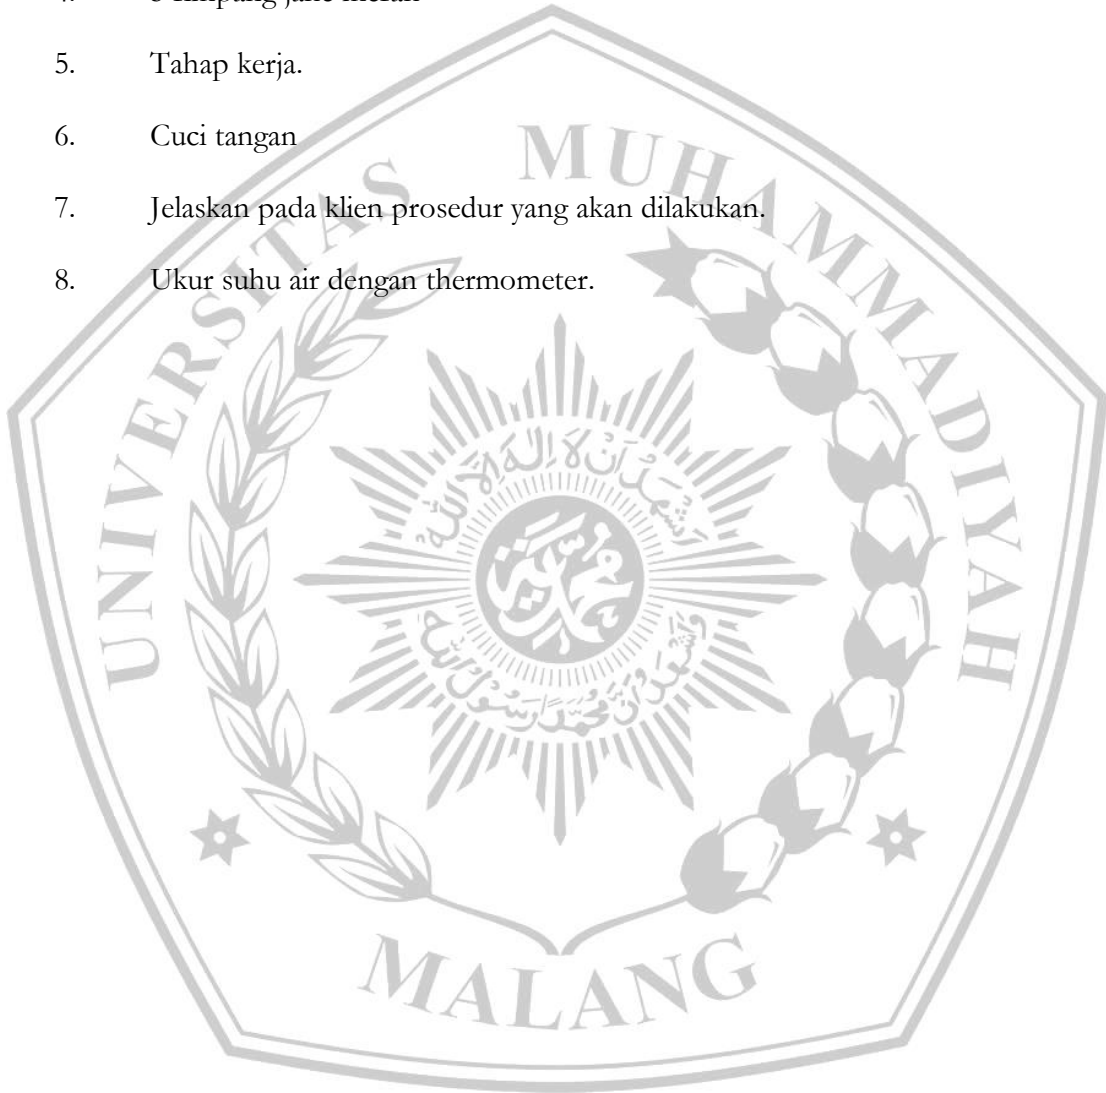 5. Tahap kerja.
6. Cuci tangan
7. Jelaskan pada klien prosedur yang akan dilakukan.
8. Ukur suhu air dengan thermometer.
UNIVERSITAS MUHAMMADIYAH
MALANG